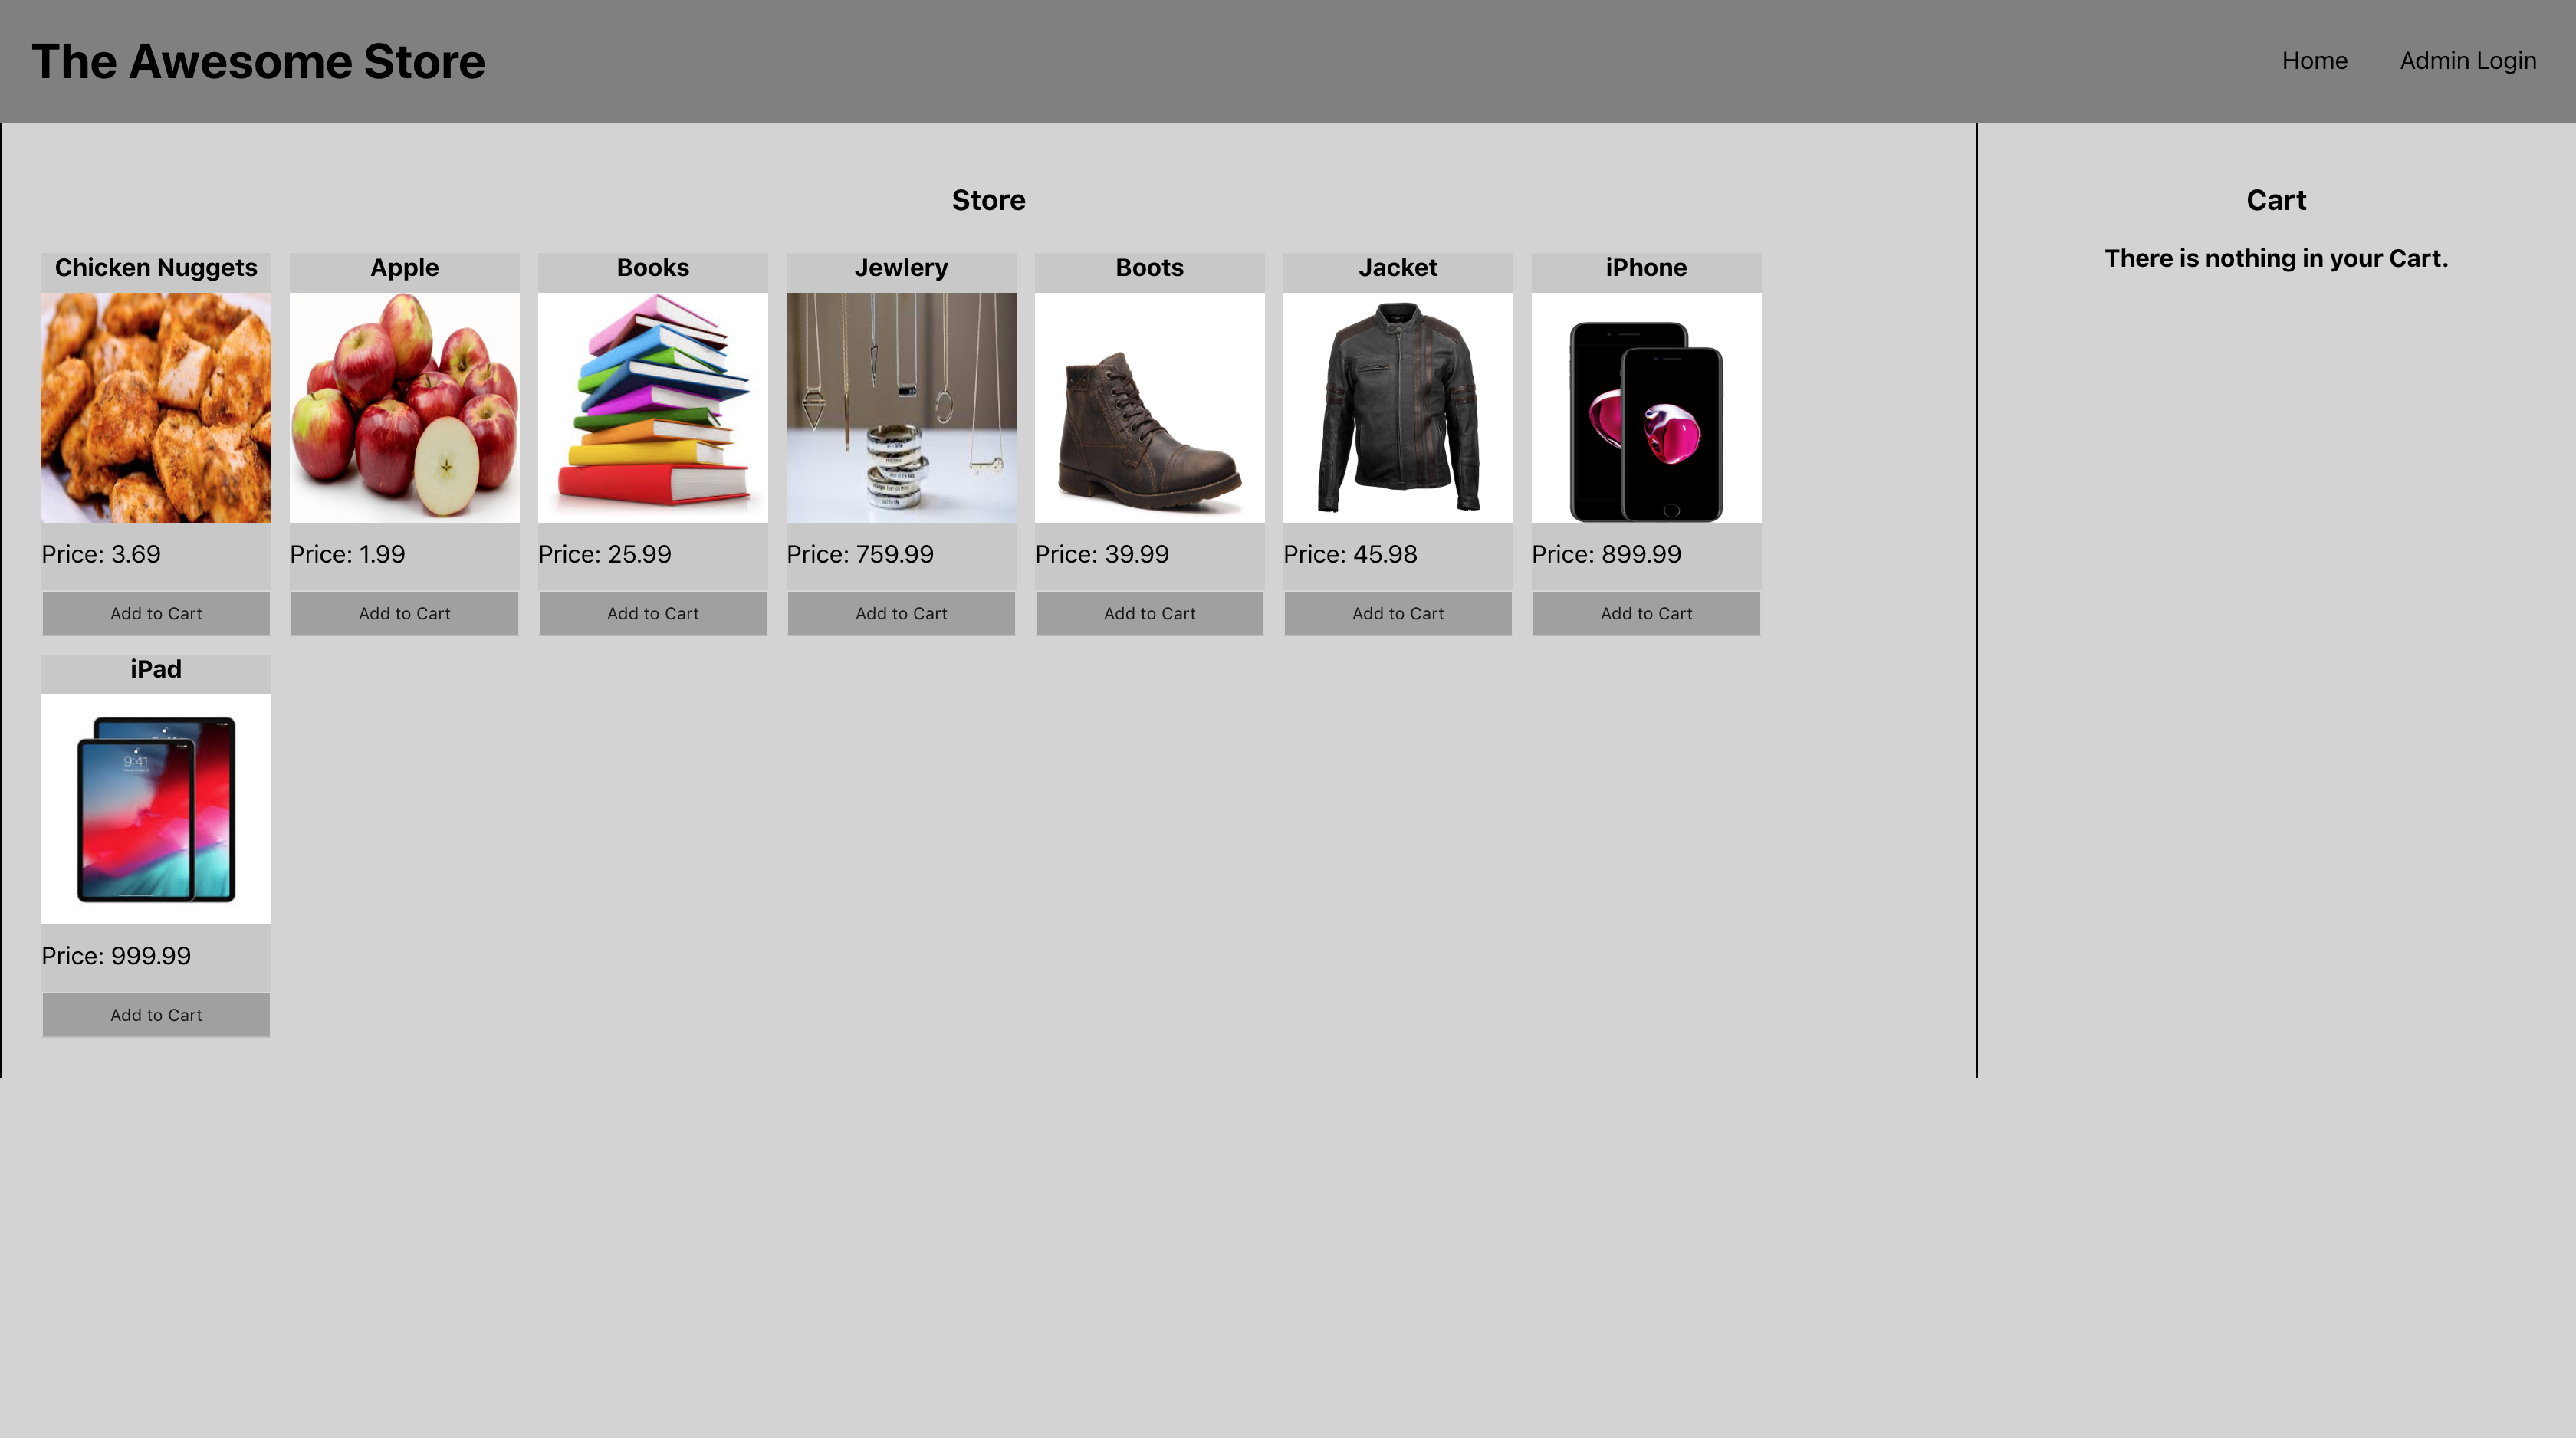 The Awesome Store
Home Admin Login
Store
Cart
There is nothing in your Cart.
Chicken Nuggets
Price: 3.69
Add to Cart
Apple
Price: 1.99
Add to Cart
Books
Price: 25.99
Add to Cart
Jewlery
Price: 759.99
Add to Cart
Boots
Price: 39.99
Add to Cart
Jacket
Price: 45.98
Add to Cart
iPhone
Price: 899.99
Add to Cart
iPad
9:41
Price: 999.99
Add to Cart